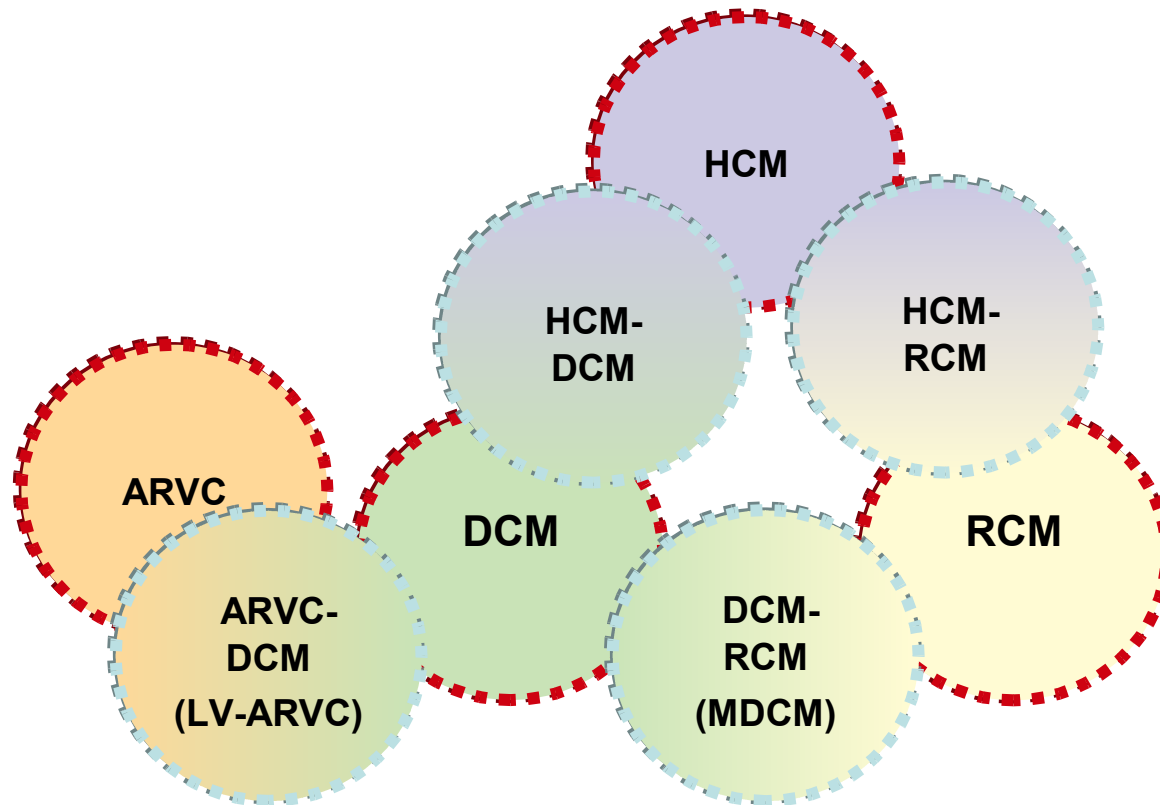 HCM
HCM-
DCM
HCM-
RCM
ARVC
DCM
RCM
ARVC-
DCM
(LV-ARVC)
DCM-
RCM
(MDCM)